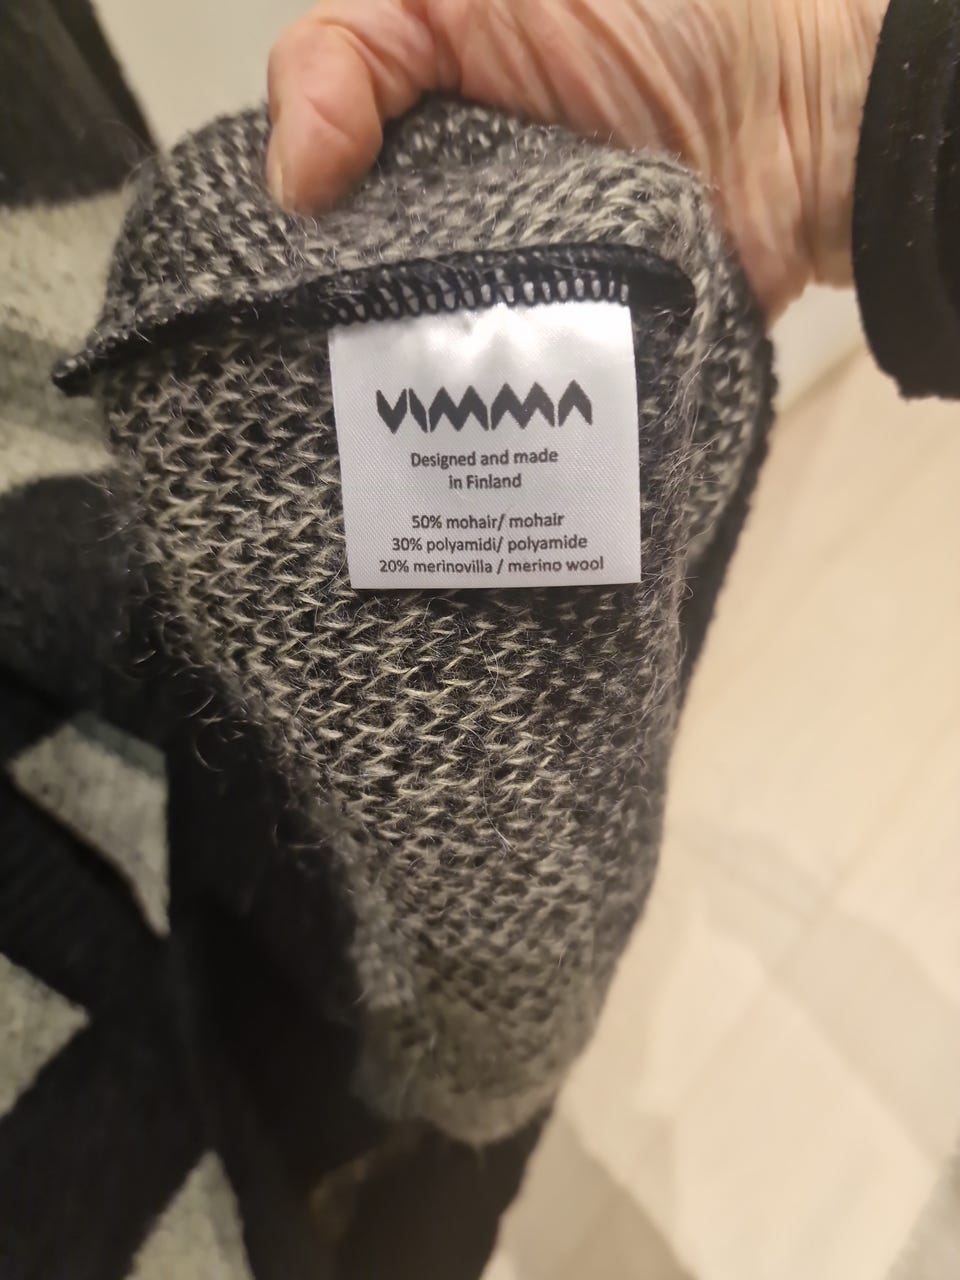 VIMMA
Designed and made
in Finland
50% mohair/ mohair
30% polyamidi/ polyamide
20% merinovilla / merino wool